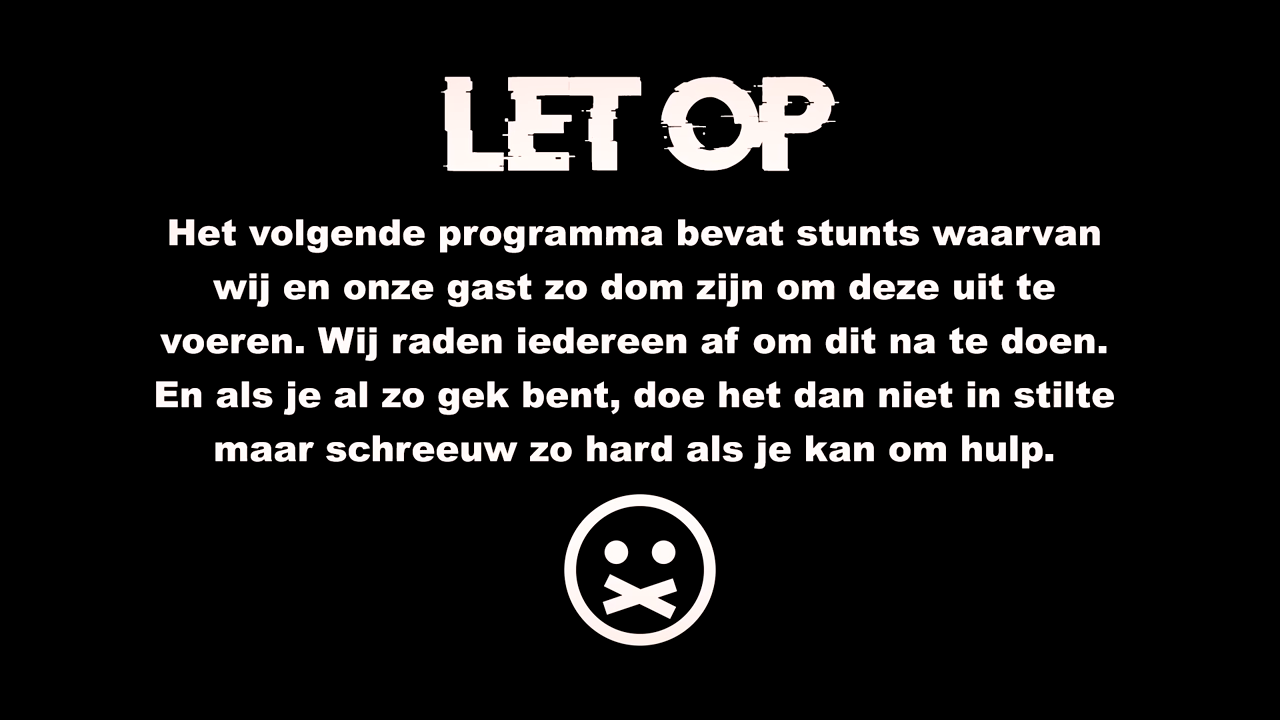 LET OP
Het volgende programma bevat stunts waarvan
wij en onze gast zo dom zijn om deze uit te
voeren. Wij raden iedereen af om dit na te doen.
En als je al zo gek bent, doe het dan niet in stilte
maar schreeuw zo hard als je kan om hulp.